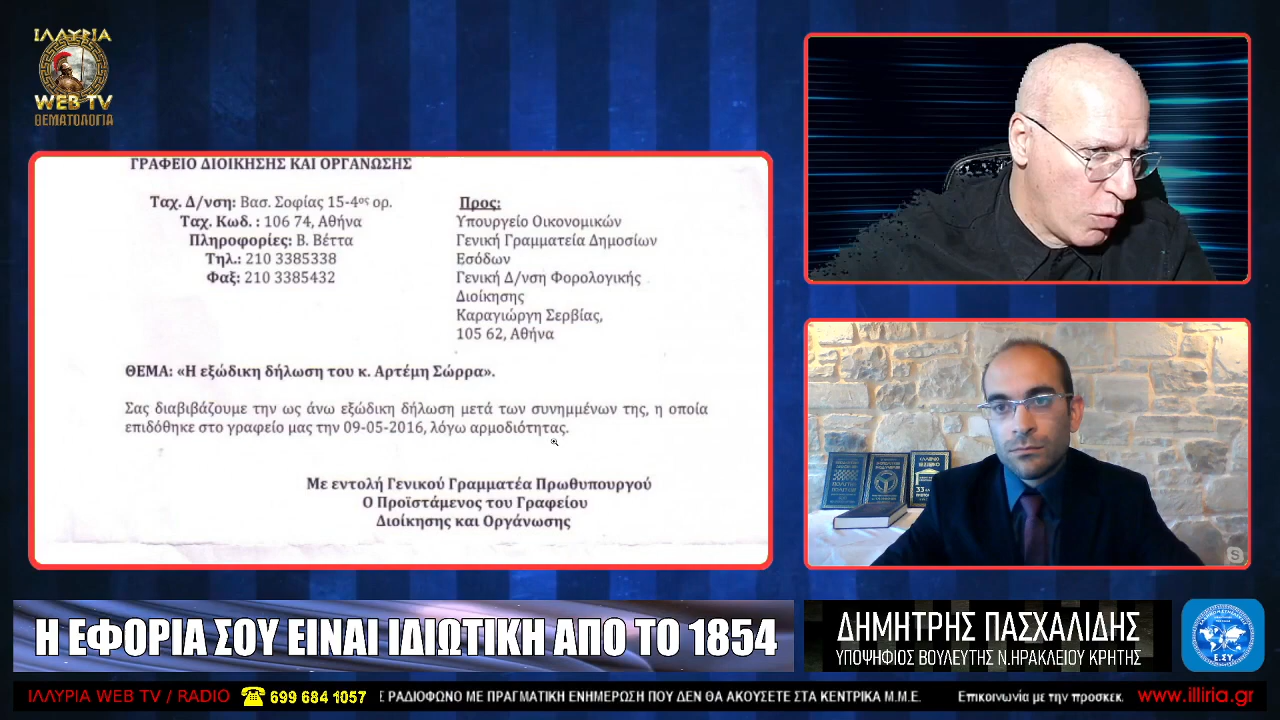 ΙΛΛΥΡΙΑ
WEB TV
ΘΕΜΑΤΟΛΟΓΙΑ
ΓΡΑΦΕΙΟ ΔΙΟΙΚΗΣΗΣ ΚΑΙ ΟΡΓΑΝΩΣΗΣ
Ταχ. Δ/νση: Βασ. Σοφίας 15-4ος ορ.
Ταχ. Κωδ. : 106 74, Αθήνα
Πληροφορίες: Β. Βέττα
Τηλ.: 210 3385338
Φαξ: 210 3385432
Προς:
Υπουργείο Οικονομικών
Γενική Γραμματεία Δημοσίων
Εσόδων
Γενική Δ/νση Φορολογικής
Διοίκησης
Καραγιώργη Σερβίας,
105 62, Αθήνα
ΘΕΜΑ: «Η εξώδικη δήλωση του κ. Αρτέμη Σώρρα».
Σας διαβιβάζουμε την ως άνω εξώδικη δήλωση μετά των συνημμένων της, η οποία
επιδόθηκε στο γραφείο μας την 09-05-2016, λόγω αρμοδιότητας.
Με εντολή Γενικού Γραμματέα Πρωθυπουργού
Ο Προϊστάμενος του Γραφείου
Διοίκησης και Οργάνωσης
Η ΕΦΟΡΙΑ ΣΟΥ ΕΙΝΑΙ ΙΔΙΩΤΙΚΗ ΑΠΟ ΤΟ 1854
ΔΗΜΗΤΡΗΣ ΠΑΣΧΑΛΙΔΗΣ
ΥΠΟΨΗΦΙΟΣ ΒΟΥΛΕΥΤΗΣ Ν.ΗΡΑΚΛΕΙΟΥ ΚΡΗΤΗΣ
Ε.ΣΥ
ΙΛΛΥΡΙΑ WEB TV / RADIO 699 684 1057 Σ ΡΑΔΙΟΦΩΝΟ ΜΕ ΠΡΑΓΜΑΤΙΚΗ ΕΝΗΜΕΡΩΣΗ ΠΟΥ ΔΕΝ ΘΑ ΑΚΟΥΣΕΤΕ ΣΤΑ ΚΕΝΤΡΙΚΑ Μ.Μ.Ε. Επικοινωνία με την προσεκ. www.illiria.gr